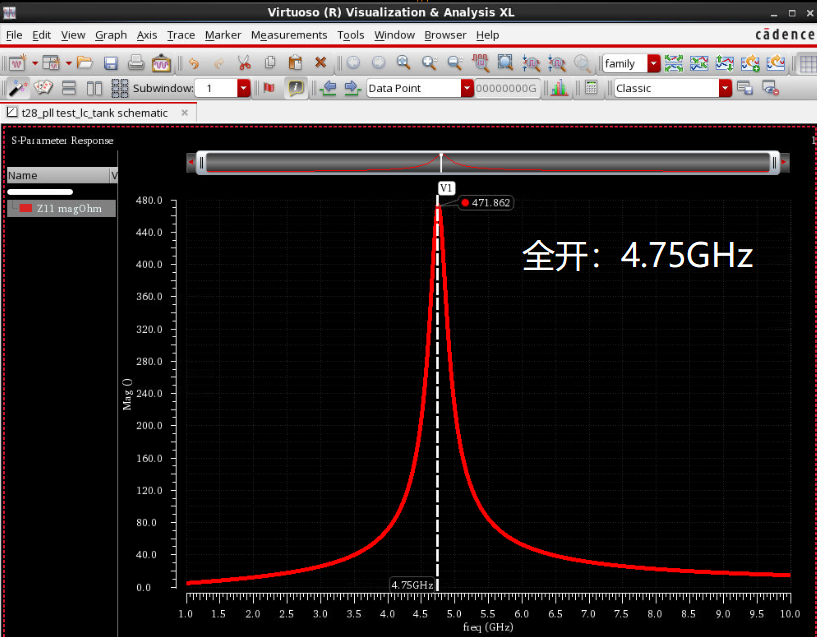 Virtuoso (R) Visualization & Analysis XL
File Edit View Graph Axis Trace Marker Measurements Tools Window Browser Help
cādence
family
Subwindow: 1
Data Point
00000000G
Classic
t28_pll test_lc_tank schematic
S-Parameter Response
1
Name V
Z11 magOhm
V1
471.862
全开：4.75GHz
480.0
440.0
400.0
360.0
320.0
280.0
240.0
200.0
160.0
120.0
80.0
40.0
0.0
Mag ()
4.75GHz
1.0 1.5 2.0 2.5 3.0 3.5 4.0 4.5 5.0 5.5 6.0 6.5 7.0 7.5 8.0 8.5 9.0 9.5 10.0
freq (GHz)